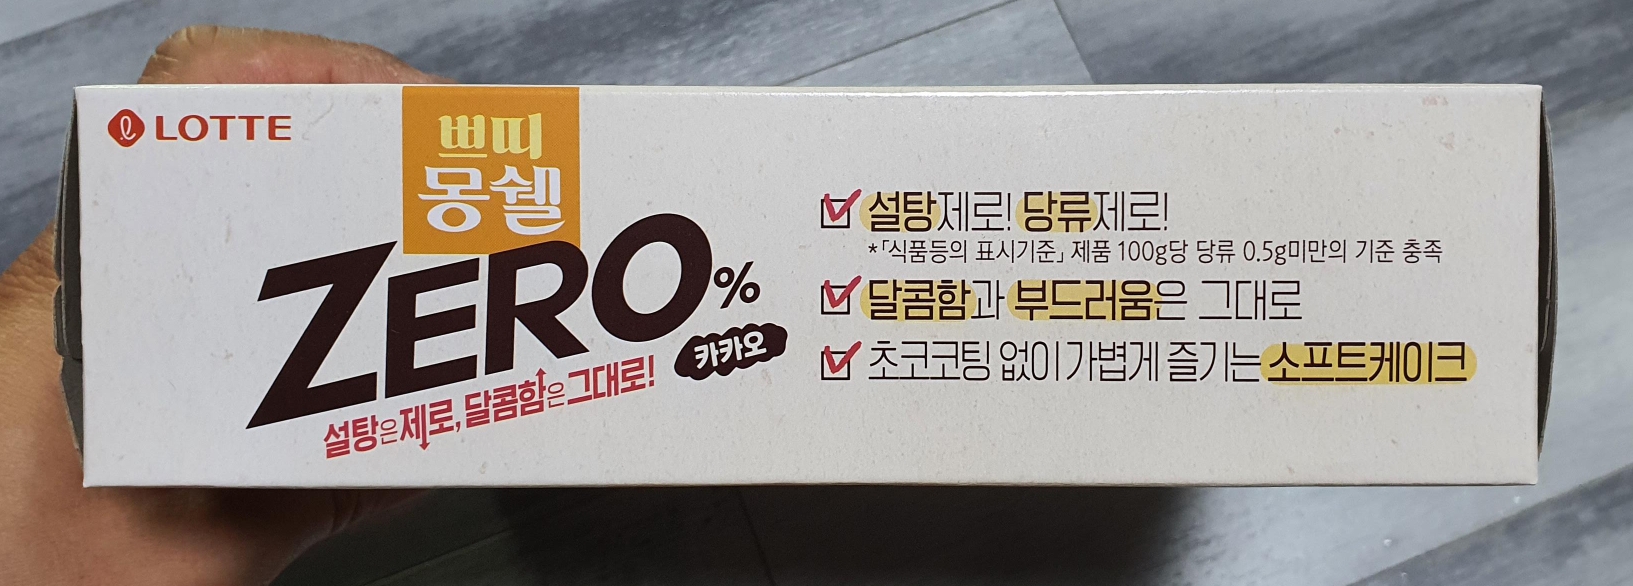 LOTTE
쁘띠
몽쉘
ZERO%
카카오
설탕은제로, 달콤함은그대로!
설탕제로! 당류제로!
*「식품등의 표시기준」 제품 100g당 당류 0.5g미만의 기준 충족
달콤함과 부드러움은 그대로
초코코팅 없이 가볍게 즐기는 소프트케이크